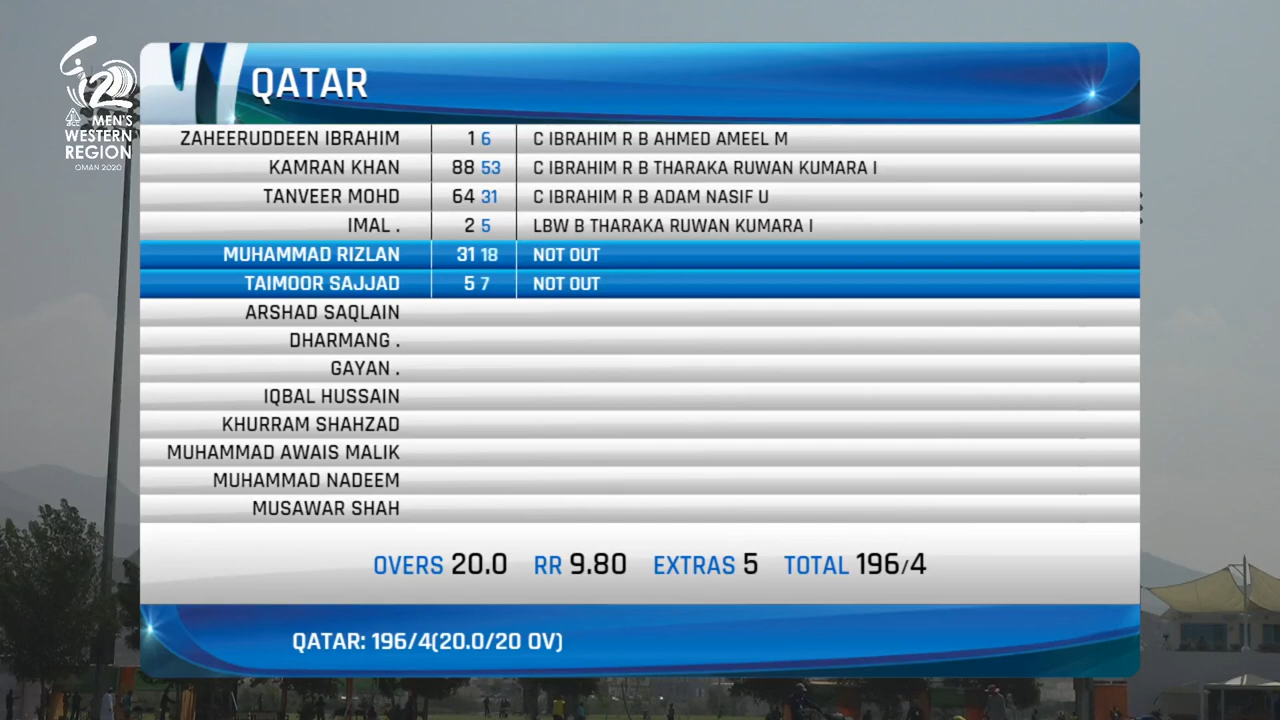 QATAR
20
ACC MEN'S
WESTERN
REGION
OMAN 2020
ZAHEERUDDEEN IBRAHIM 1 6 C IBRAHIM R B AHMED AMEEL M
KAMRAN KHAN 88 53 C IBRAHIM R B THARAKA RUWAN KUMARA I
TANVEER MOHD 64 31 C IBRAHIM R B ADAM NASIF U
IMAL . 2 5 LBW B THARAKA RUWAN KUMARA I
MUHAMMAD RIZLAN 31 18 NOT OUT
TAIMOOR SAJJAD 5 7 NOT OUT
ARSHAD SAQLAIN
DHARMANG .
GAYAN .
IQBAL HUSSAIN
KHURRAM SHAHZAD
MUHAMMAD AWAIS MALIK
MUHAMMAD NADEEM
MUSAWAR SHAH
OVERS 20.0 RR 9.80 EXTRAS 5 TOTAL 196/4
QATAR: 196/4(20.0/20 OV)